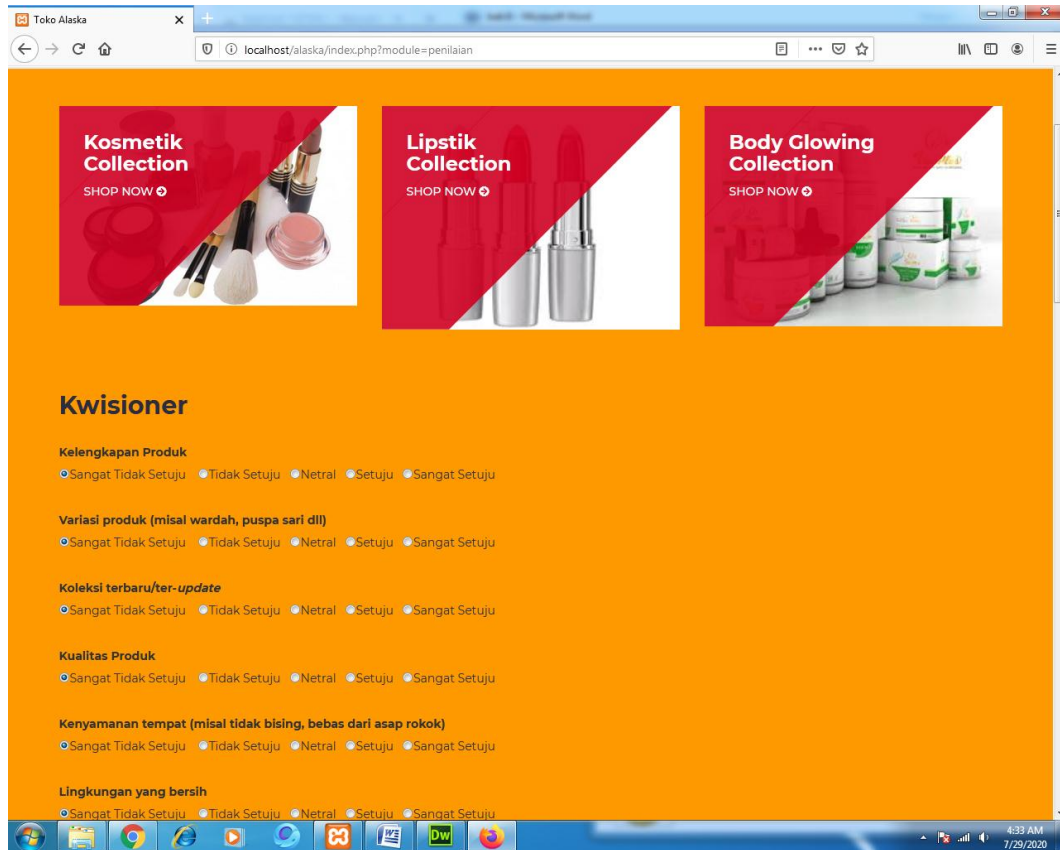 Toko Alaska
localhost/alaska/index.php?module=penilaian
Kosmetik
Collection
SHOP NOW
Lipstik
Collection
SHOP NOW
Body Glowing
Collection
SHOP NOW
Kwisioner
Kelengkapan Produk
Sangat Tidak Setuju Tidak Setuju Netral Setuju Sangat Setuju
Variasi produk (misal wardah, puspa sari dll)
Sangat Tidak Setuju Tidak Setuju Netral Setuju Sangat Setuju
Koleksi terbaru/ter-update
Sangat Tidak Setuju Tidak Setuju Netral Setuju Sangat Setuju
Kualitas Produk
Sangat Tidak Setuju Tidak Setuju Netral Setuju Sangat Setuju
Kenyamanan tempat (misal tidak bising, bebas dari asap rokok)
Sangat Tidak Setuju Tidak Setuju Netral Setuju Sangat Setuju
Lingkungan yang bersih
Sangat Tidak Setuju Tidak Setuju Netral Setuju Sangat Setuju
Dw
4:33 AM
7/29/2020